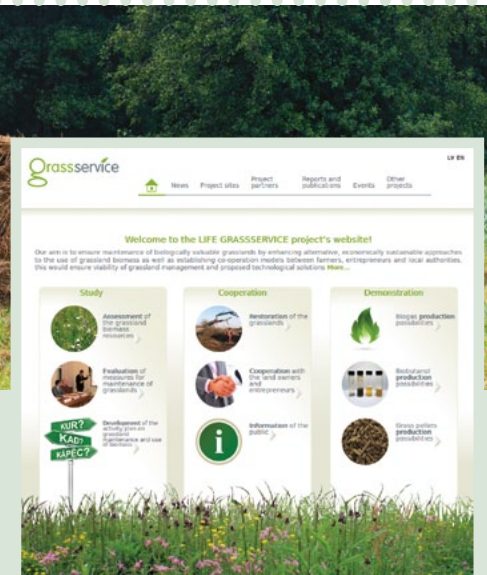 grassservice
LV EN
News
Project sites
Project
partners
Reports and
publications
Events
Other
projects
Welcome to the LIFE GRASSSERVICE project's website!
Our aim is to ensure maintenance of biologically valuable grasslands by enhancing alternative, economically sustainable approaches
to the use of grassland biomass as well as establishing co-operation models between farmers, entrepreneurs and local authorities.
this would ensure viability of grassland management and proposed technological solutions More...
Study
Assessment of
the grassland
biomass
resources
Evaluation of
measures for
maintenance of
grasslands
KUR?
KAD?
KĀPĒC?
Development of the
activity plan on
grassland
maintenance and use
of biomass
Cooperation
Restoration of the
grasslands
Cooperation with
the land owners
and
entrepreneurs
i
Information of the
public
Demonstration
Biogas production
possibilities
Biobutanol
production
possibilities
Grass pellets
production
possibilities